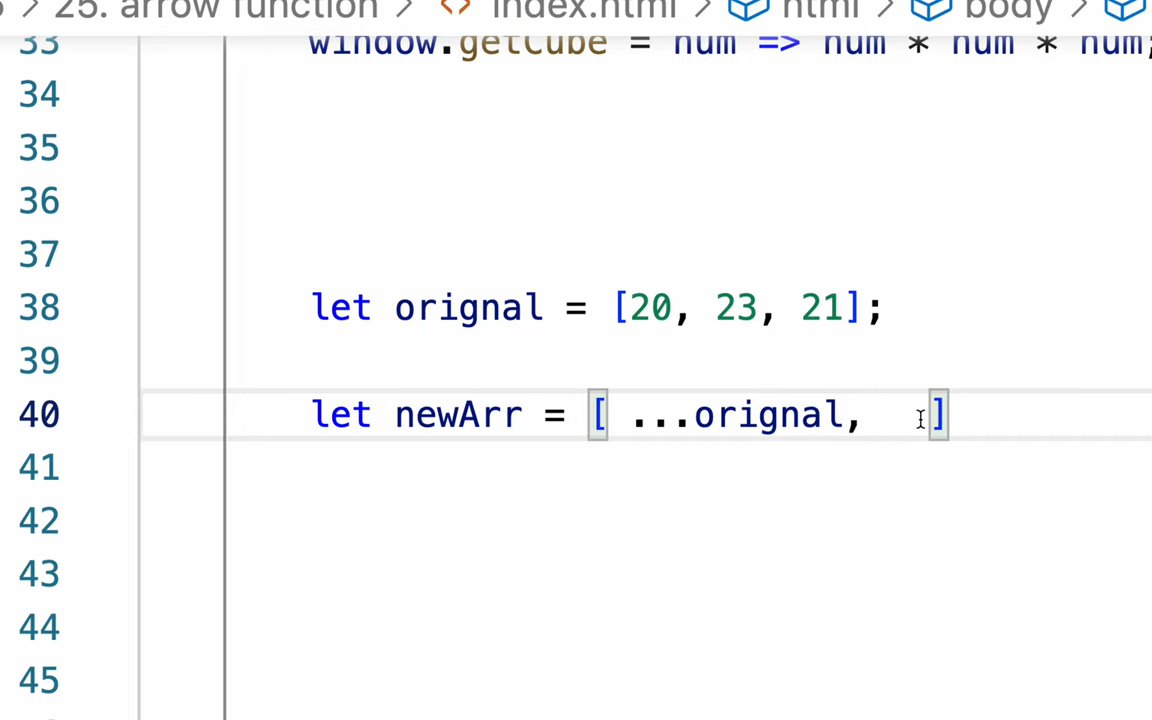 > 25. arrow function > <> index.html > html > body >
33 window.getCube = num => num * num * num;
34
35
36
37
38 let orignal = [20, 23, 21];
39
40 let newArr = [ ...orignal, ]
41
42
43
44
45